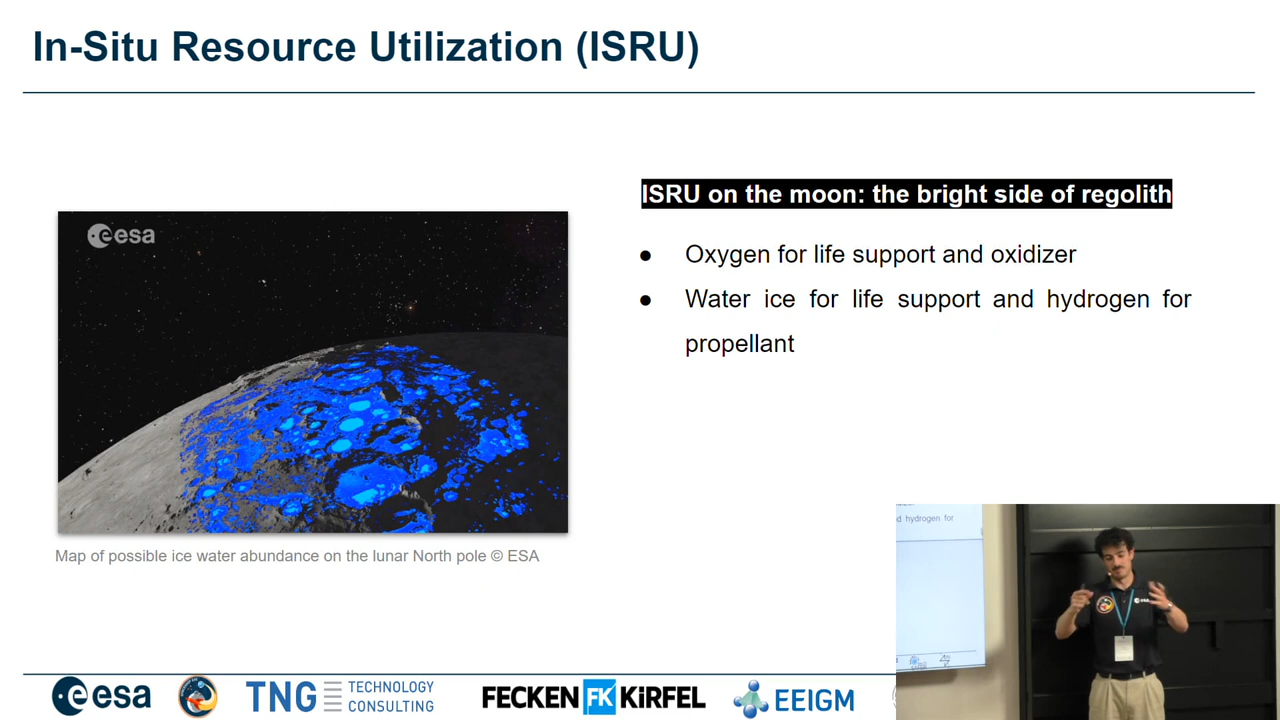 In-Situ Resource Utilization (ISRU)
ISRU on the moon: the bright side of regolith
esa
● Oxygen for life support and oxidizer
● Water ice for life support and hydrogen for
propellant
Map of possible ice water abundance on the lunar North pole © ESA
d hydrogen for
esa
esa
TNG TECHNOLOGY
CONSULTING
FECKEN FK KiRFEL
EEIGM